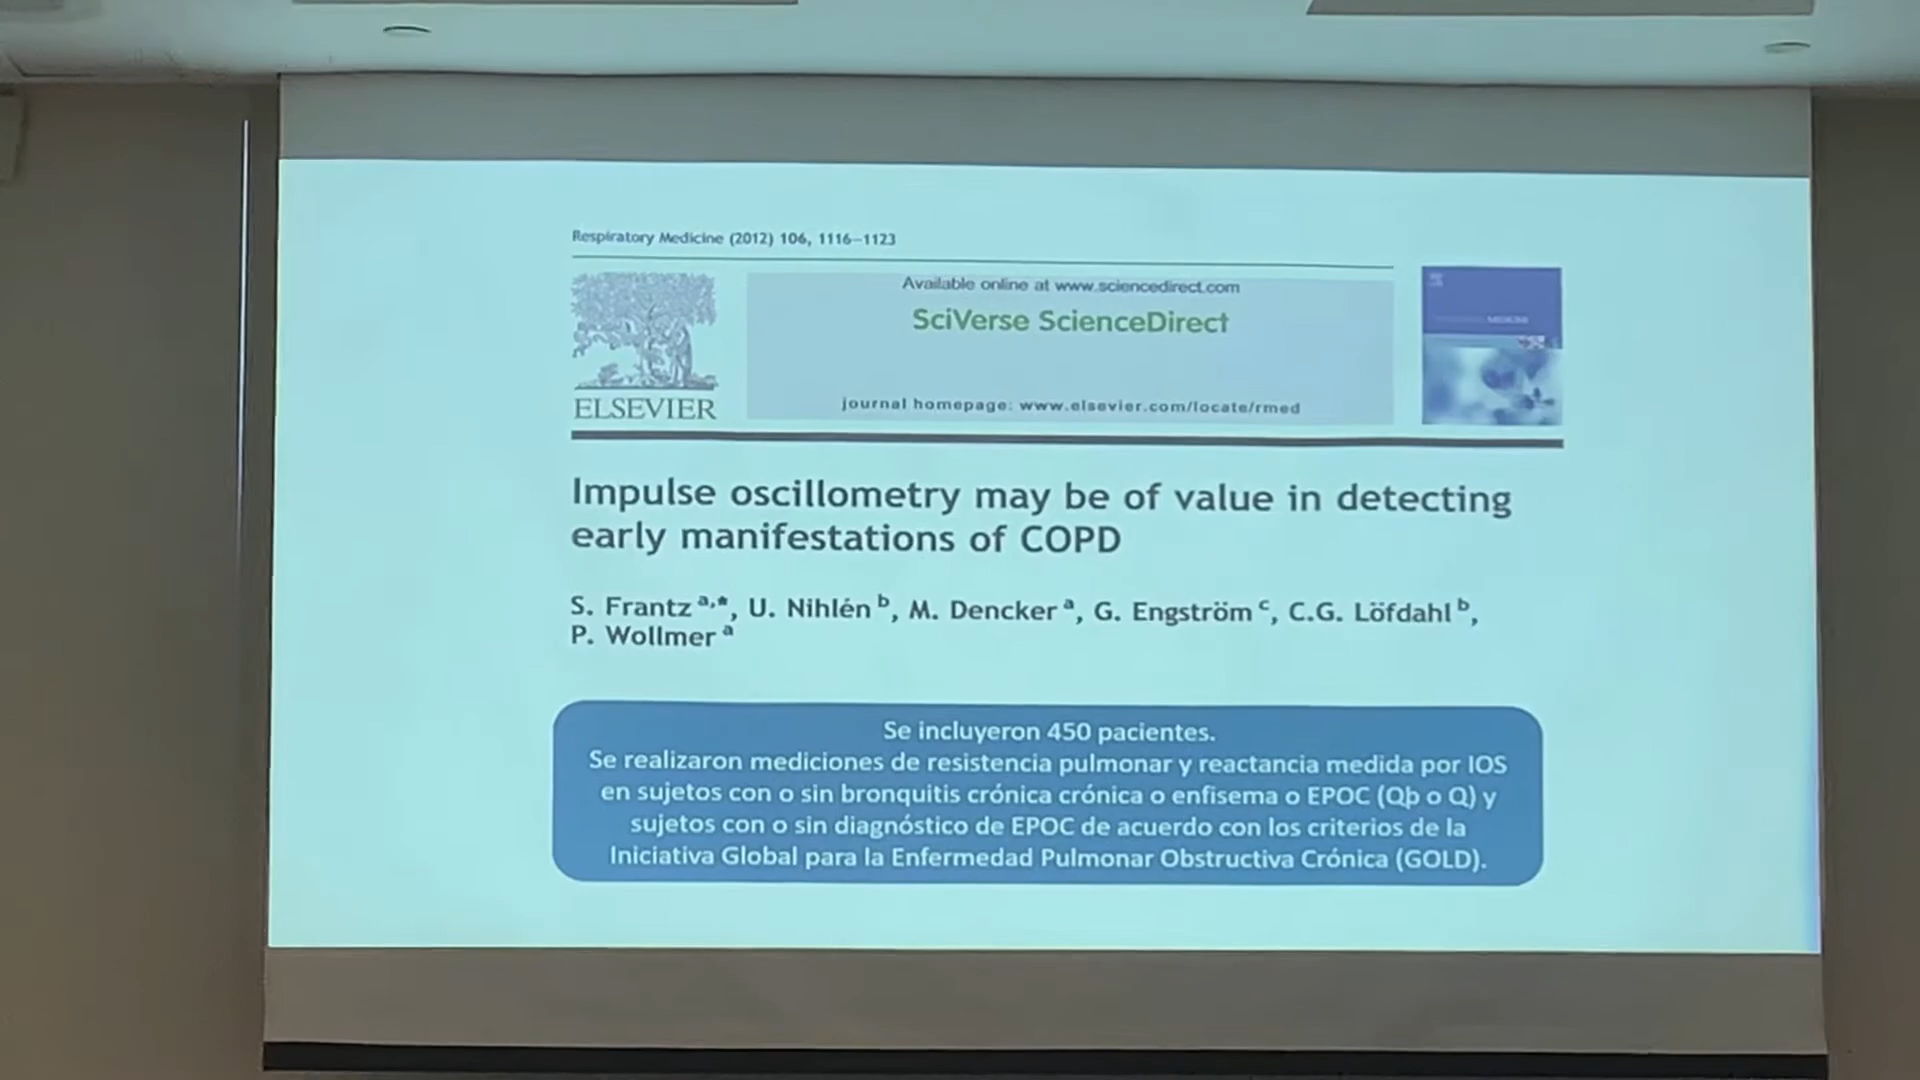 Respiratory Medicine (2012) 106, 1116–1123
Available online at www.sciencedirect.com
SciVerse ScienceDirect
journal homepage: www.elsevier.com/locate/rmed
ELSEVIER
MEDICINE
Impulse oscillometry may be of value in detecting
early manifestations of COPD
S. Frantz a,*, U. Nihlén b, M. Dencker a, G. Engström c, C.G. Löfdahl b,
P. Wollmer a
Se incluyeron 450 pacientes.
Se realizaron mediciones de resistencia pulmonar y reactancia medida por IOS
en sujetos con o sin bronquitis crónica crónica o enfisema o EPOC (Qþ o Q) y
sujetos con o sin diagnóstico de EPOC de acuerdo con los criterios de la
Iniciativa Global para la Enfermedad Pulmonar Obstructiva Crónica (GOLD).